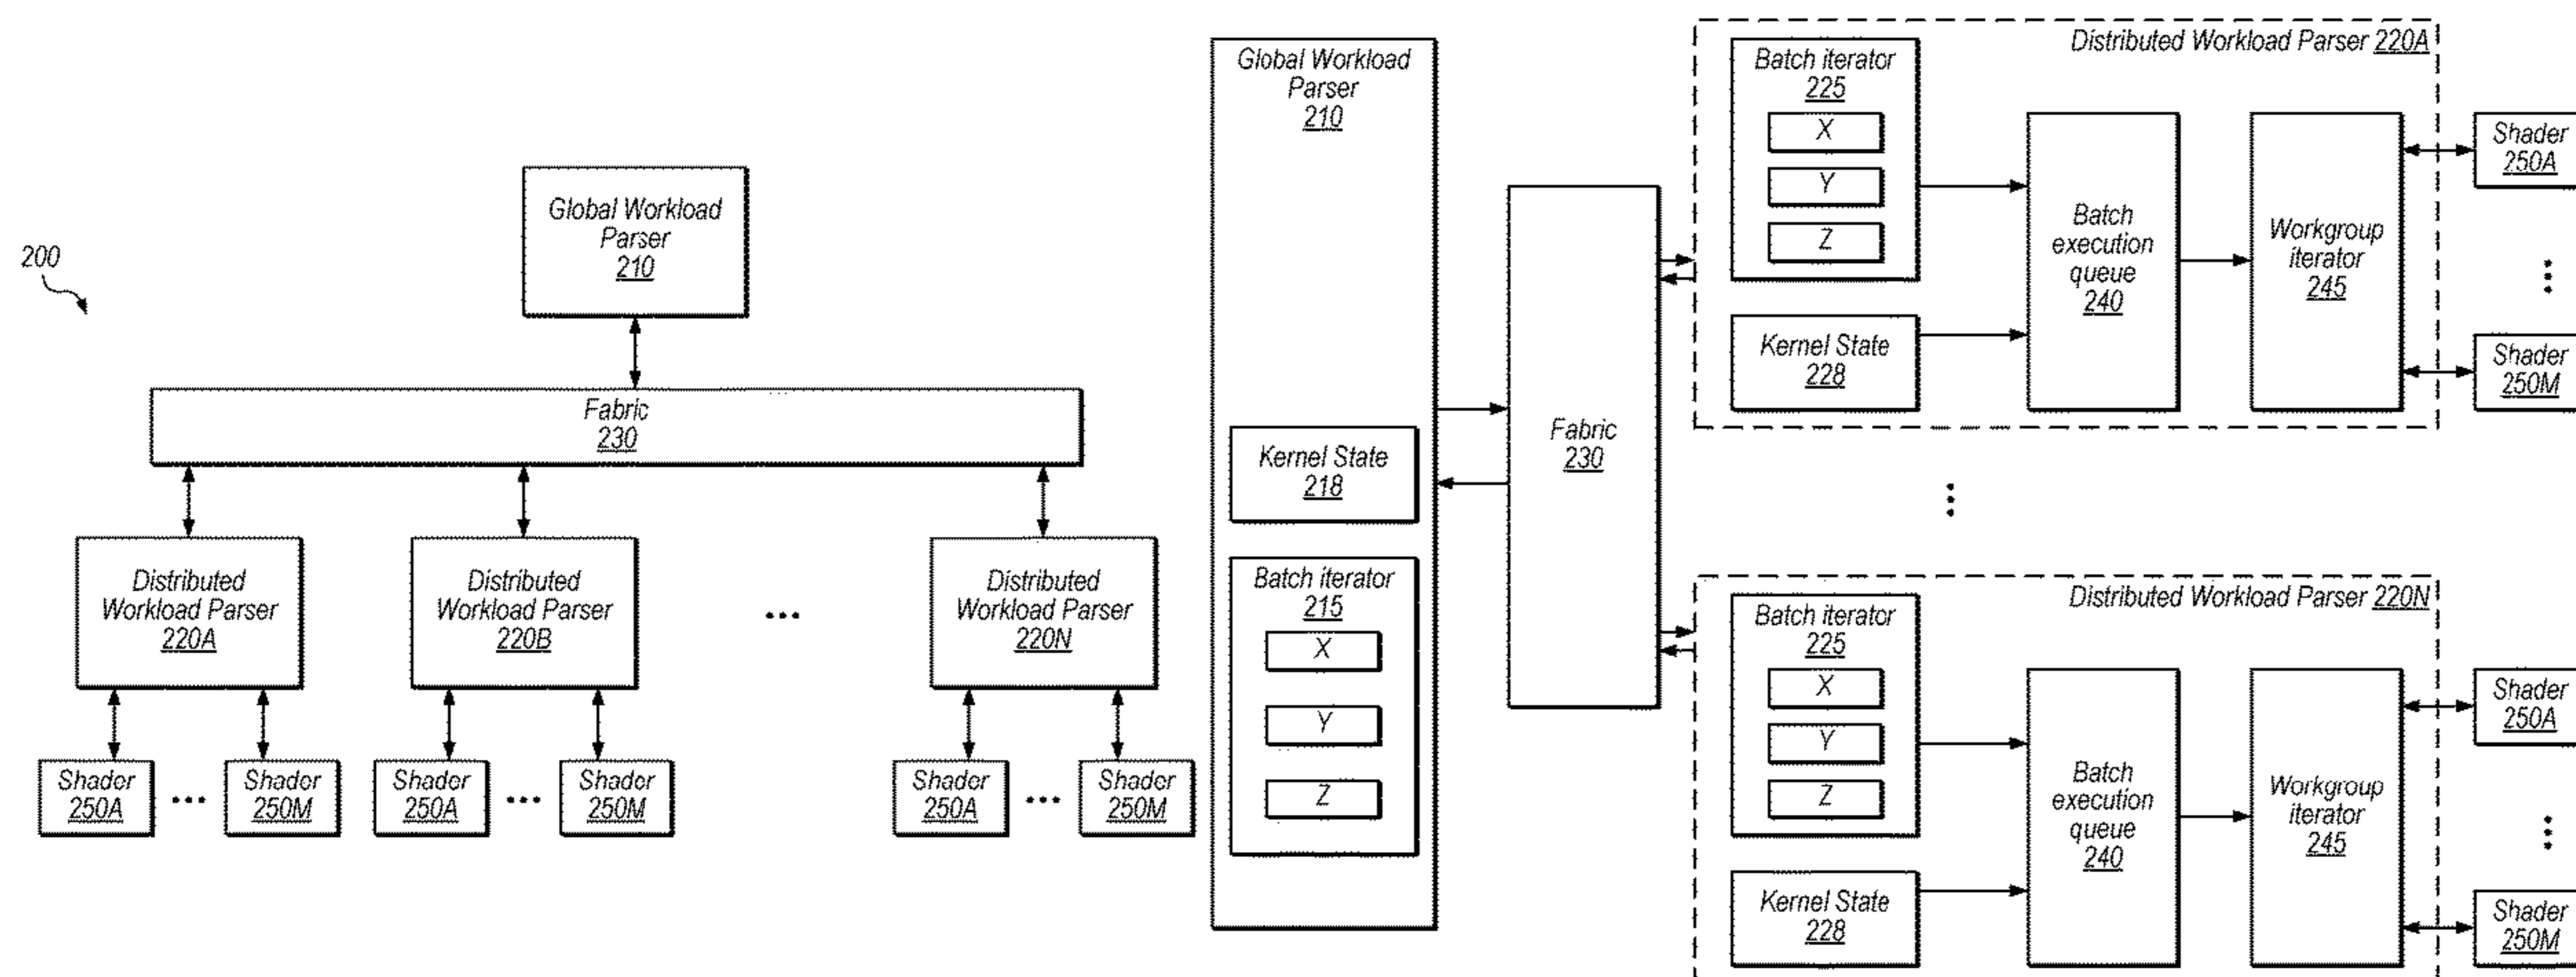 200
Global Workload
Parser
210
Fabric
230
Distributed
Workload Parser
220A
Distributed
Workload Parser
220B
...
Distributed
Workload Parser
220N
Shader
250A
...
Shader
250M
Shader
250A
...
Shader
250M
Shader
250A
...
Shader
250M
Global Workload
Parser
210
Kernel State
218
Batch iterator
215
X
Y
Z
Fabric
230
Distributed Workload Parser 220A
Batch iterator
225
X
Y
Z
Kernel State
228
Batch
execution
queue
240
Workgroup
iterator
245
Shader
250A
...
Shader
250M
...
Distributed Workload Parser 220N
Batch iterator
225
X
Y
Z
Kernel State
228
Batch
execution
queue
240
Workgroup
iterator
245
Shader
250A
...
Shader
250M